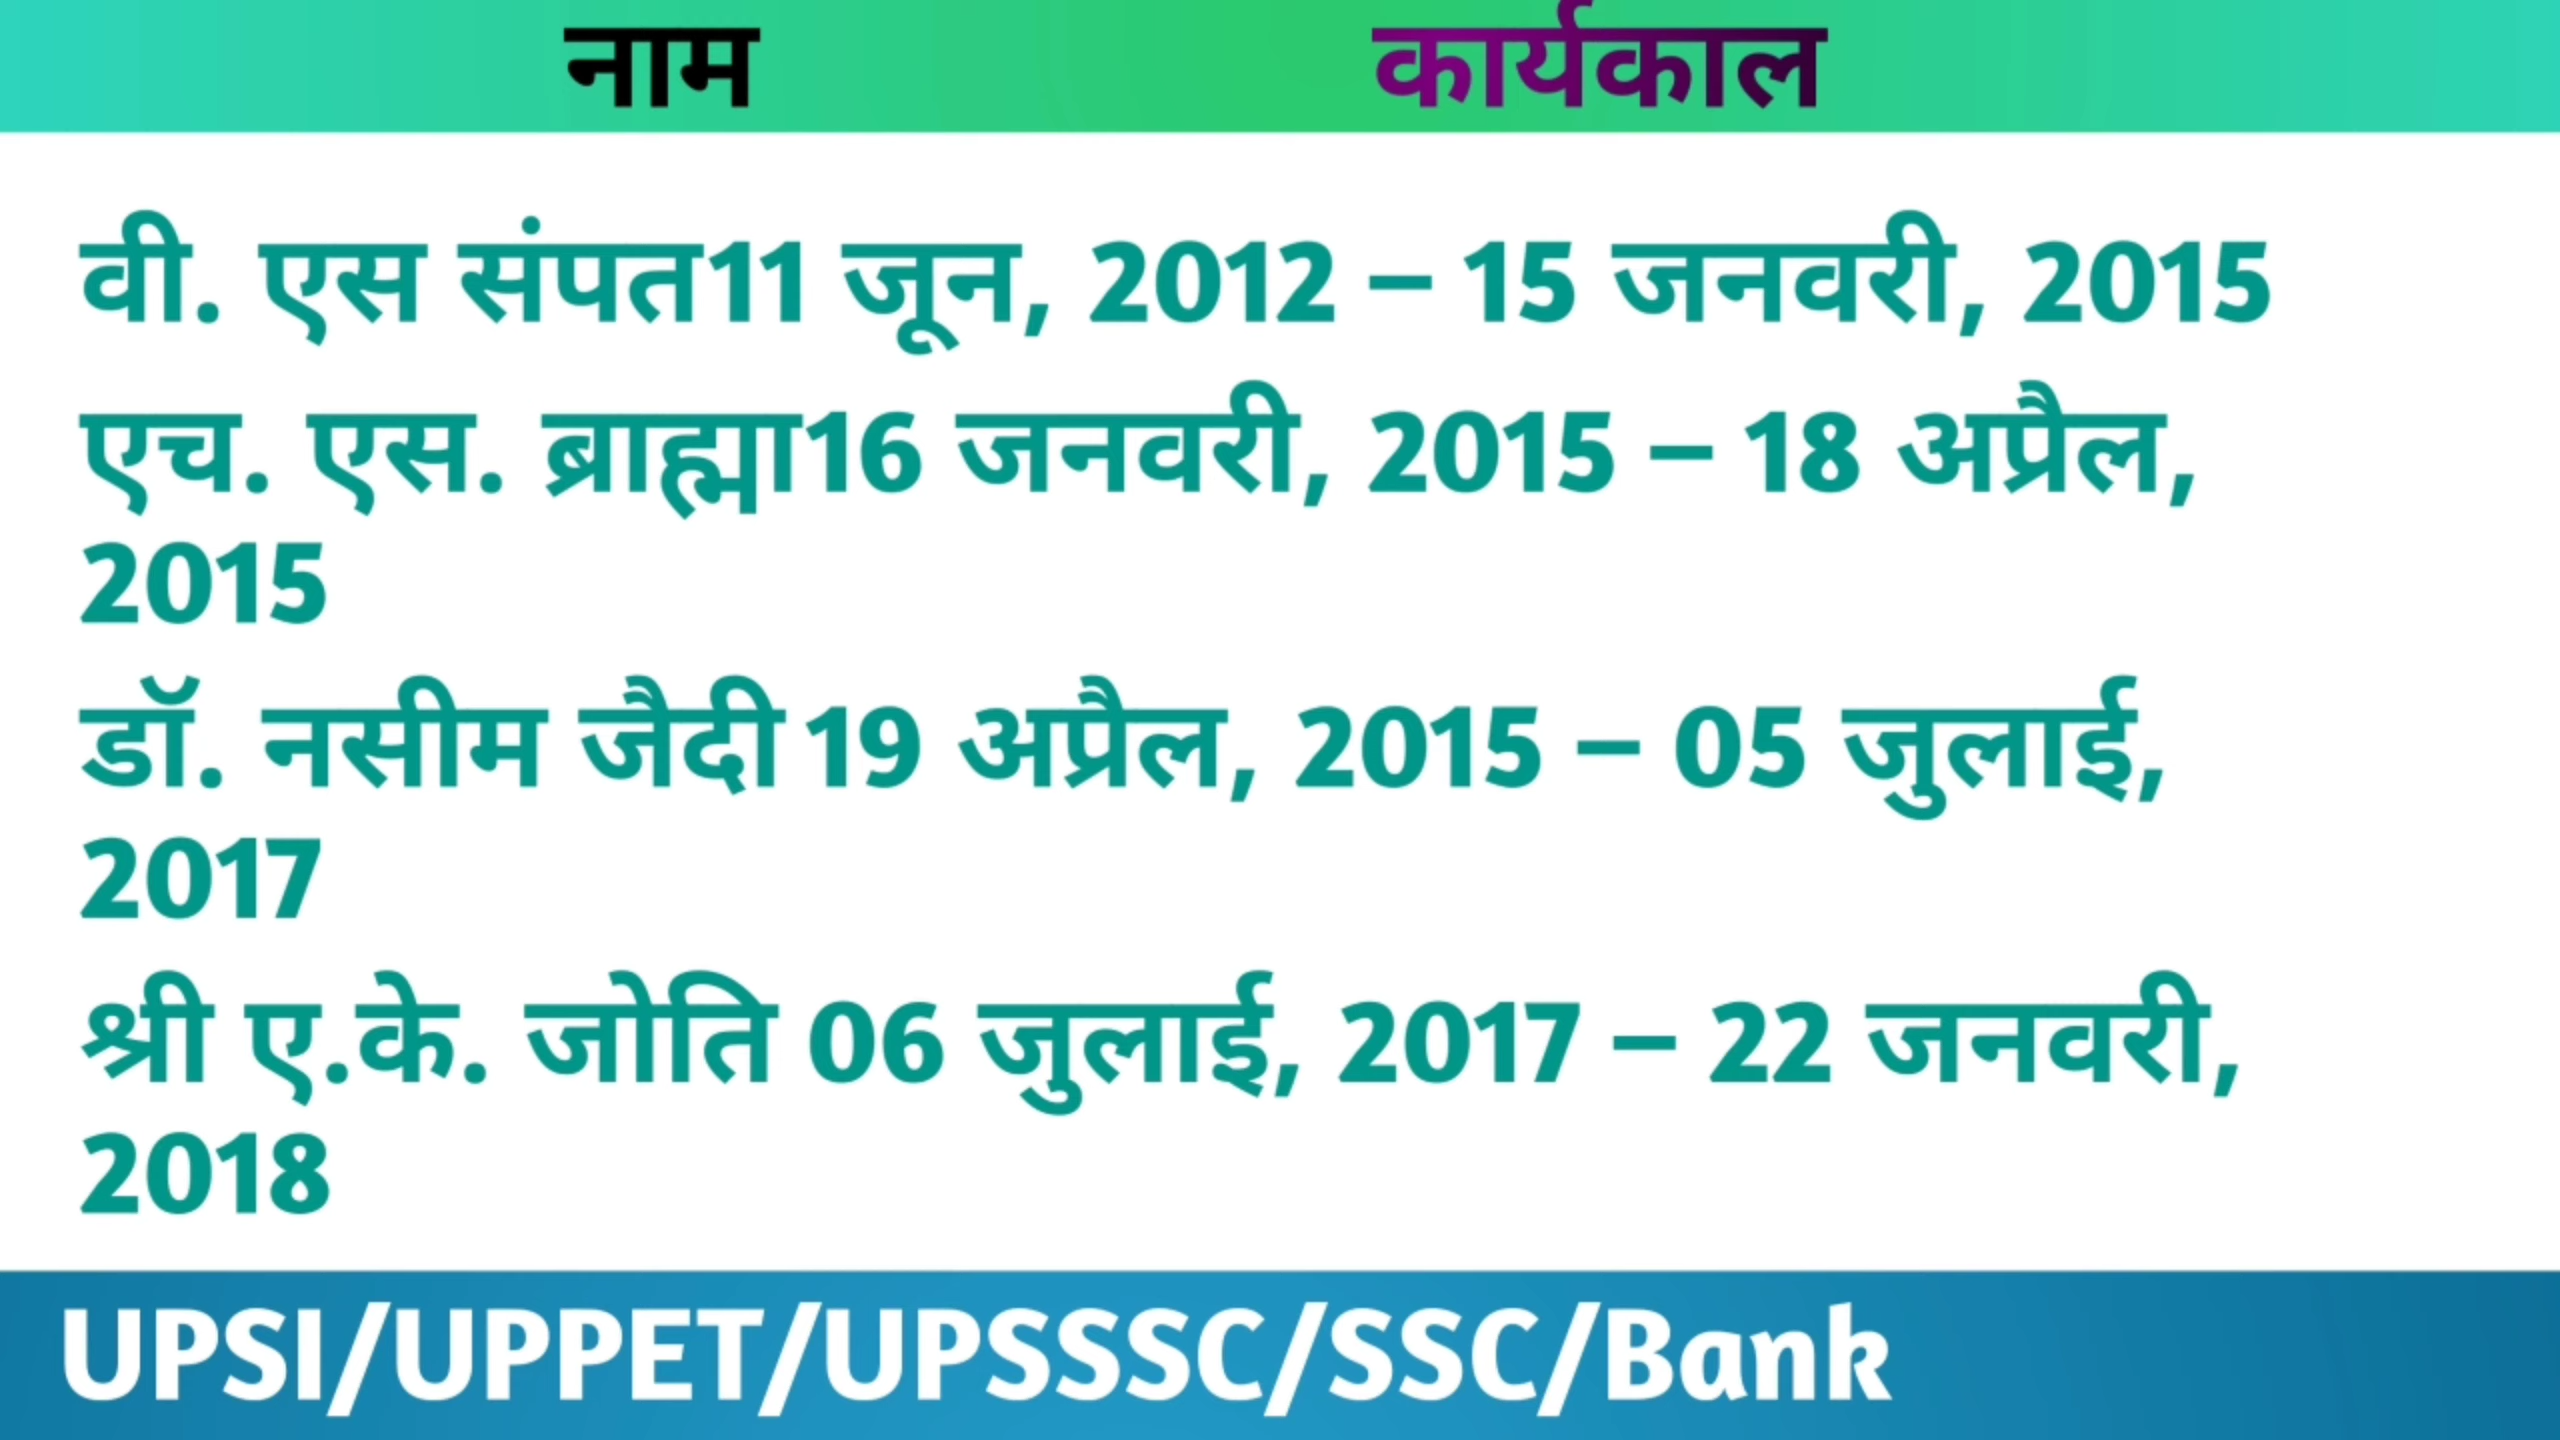 नाम कार्यकाल
वी. एस संपत11 जून, 2012 – 15 जनवरी, 2015
एच. एस. ब्राह्मा16 जनवरी, 2015 – 18 अप्रैल,
2015
डॉ. नसीम जैदी 19 अप्रैल, 2015 – 05 जुलाई,
2017
श्री ए.के. जोति 06 जुलाई, 2017 – 22 जनवरी,
2018
UPSI/UPPET/UPSSSC/SSC/Bank